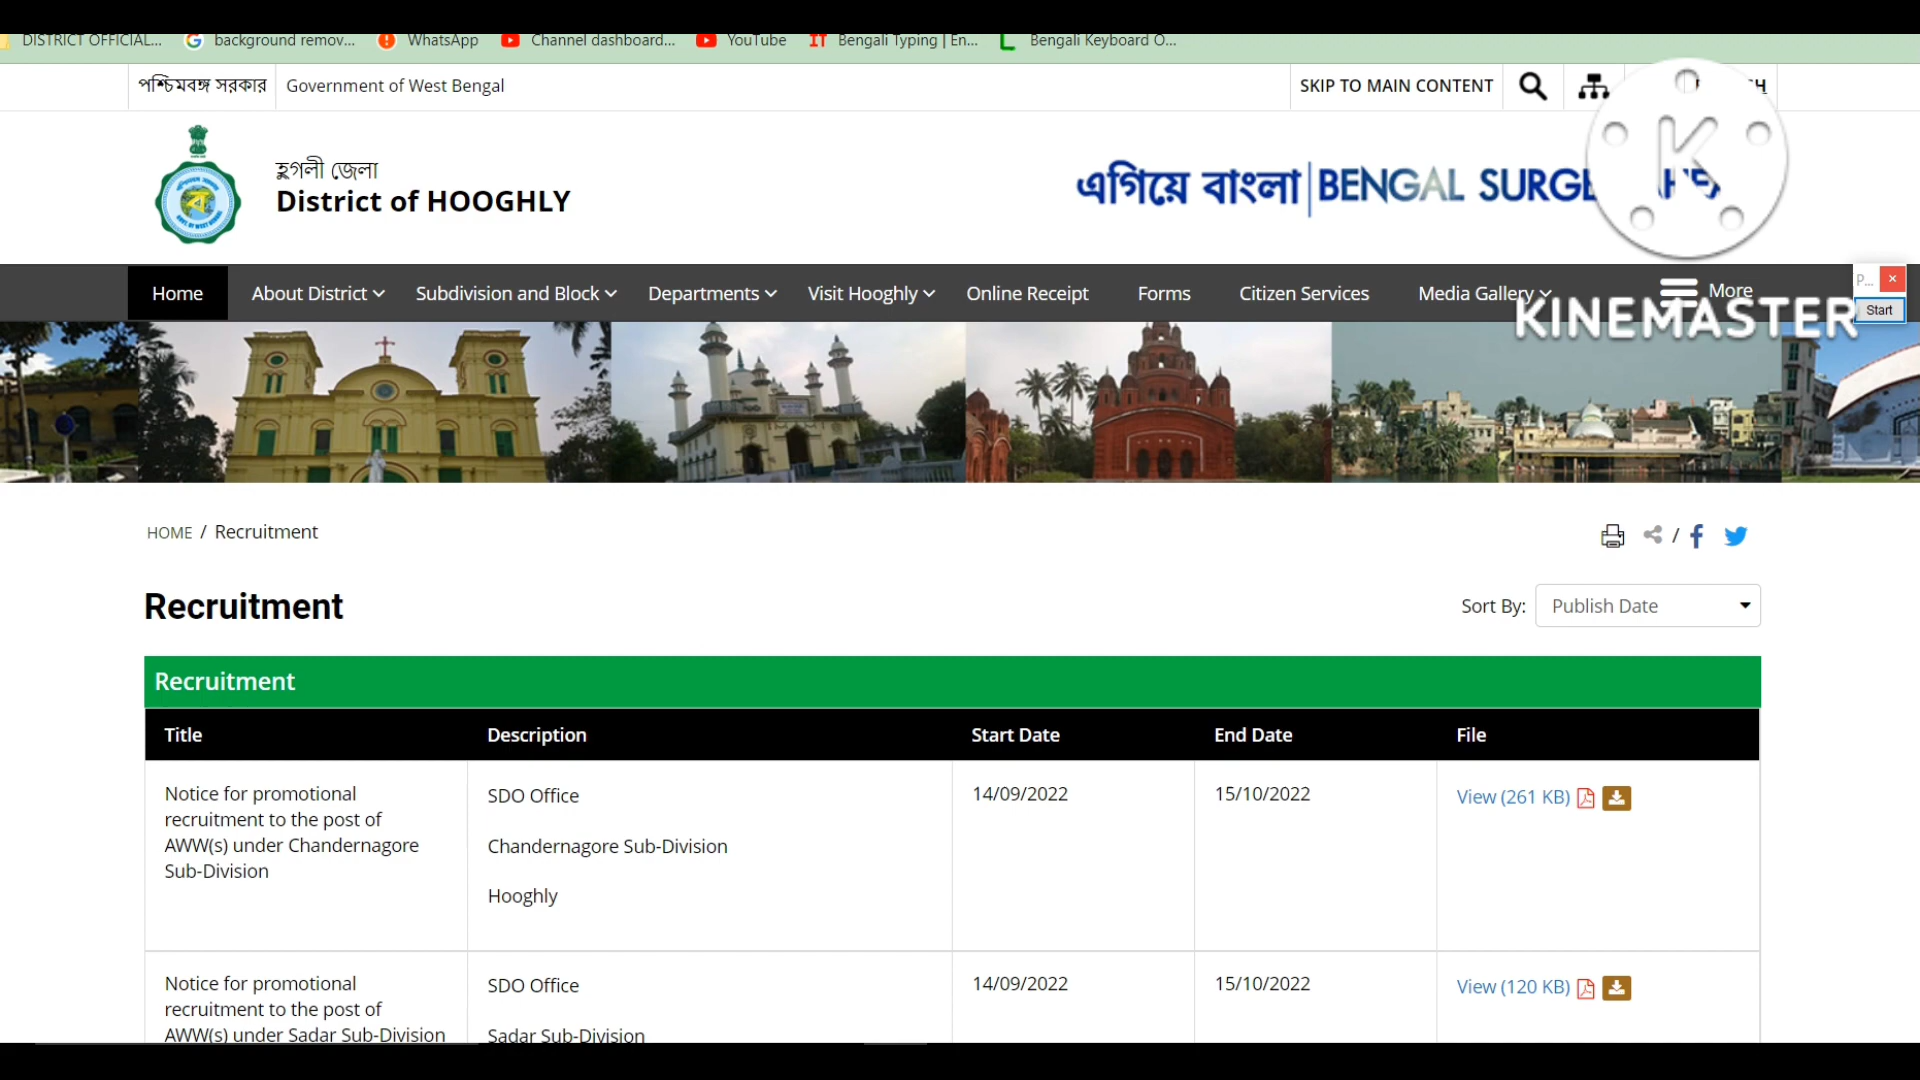 DISTRICT OFFICIAL... background remov... WhatsApp Channel dashboard... YouTube Bengali Typing | En... Bengali Keyboard O...
পশ্চিমবঙ্গ সরকার Government of West Bengal SKIP TO MAIN CONTENT
হুগলী জেলা
District of HOOGHLY
এগিয়ে বাংলা BENGAL SURGE
Home About District Subdivision and Block Departments Visit Hooghly Online Receipt Forms Citizen Services Media Gallery More
P... Start
KINEMASTER
HOME / Recruitment
Recruitment
Sort By: Publish Date
Recruitment
Title Description Start Date End Date File
Notice for promotional
recruitment to the post of
AWW(s) under Chandernagore
Sub-Division
SDO Office
Chandernagore Sub-Division
Hooghly
14/09/2022 15/10/2022 View (261 KB)
Notice for promotional
recruitment to the post of
AWW(s) under Sadar Sub-Division
SDO Office
Sadar Sub-Division
14/09/2022 15/10/2022 View (120 KB)